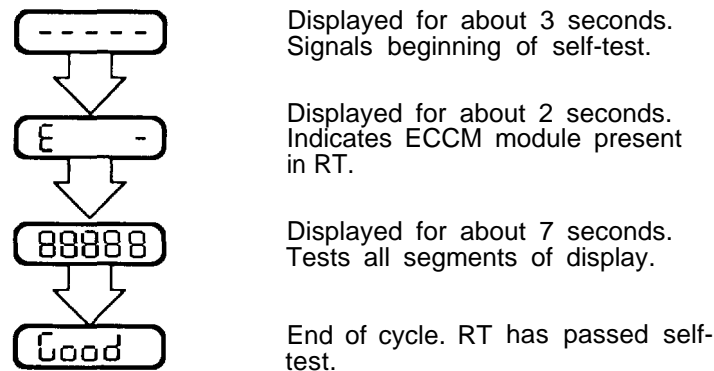 - - - - -
Displayed for about 3 seconds.
Signals beginning of self-test.
E -
Displayed for about 2 seconds.
Indicates ECCM module present
in RT.
88888
Displayed for about 7 seconds.
Tests all segments of display.
Good
End of cycle. RT has passed self-
test.